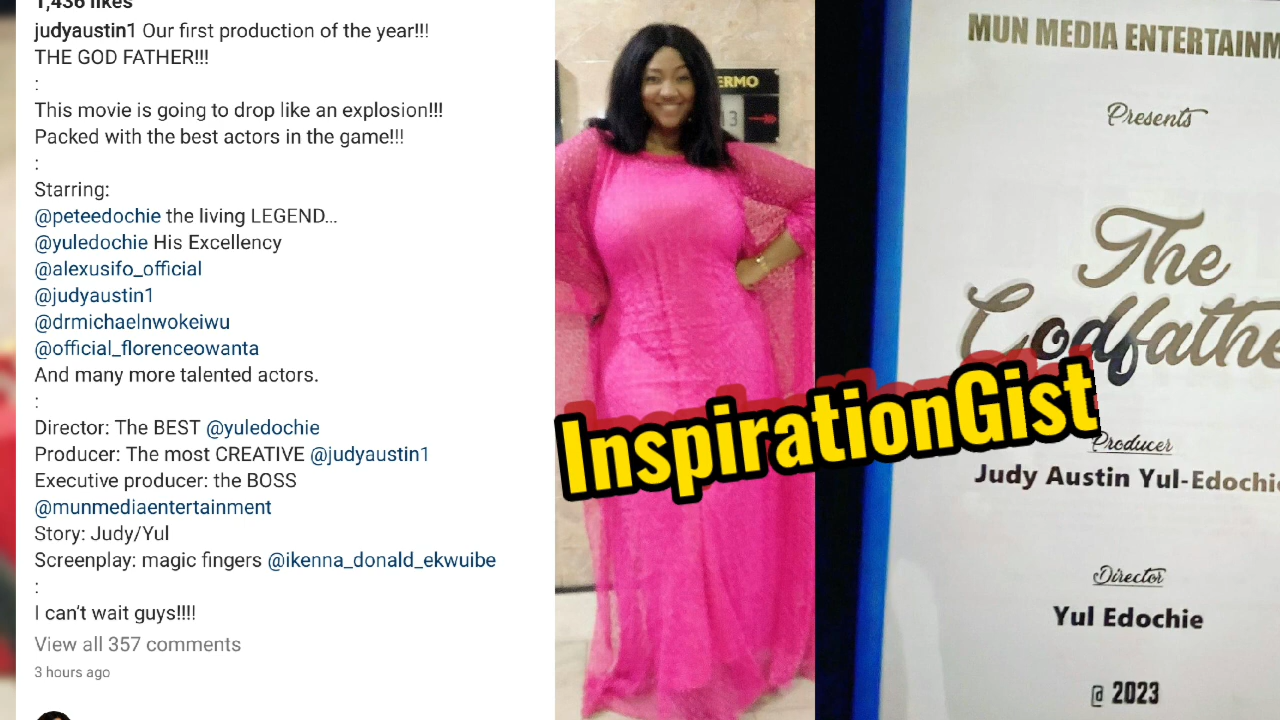 1,436 likes
judyaustin1 Our first production of the year!!!
THE GOD FATHER!!!
:
This movie is going to drop like an explosion!!!
Packed with the best actors in the game!!!
:
Starring:
@peteedochie the living LEGEND...
@yuledochie His Excellency
@alexusifo_official
@judyaustin1
@drmichaelnwokeiwu
@official_florenceowanta
And many more talented actors.
:
Director: The BEST @yuledochie
Producer: The most CREATIVE @judyaustin1
Executive producer: the BOSS
@munmediaentertainment
Story: Judy/Yul
Screenplay: magic fingers @ikenna_donald_ekwuibe
:
I can't wait guys!!!!
View all 357 comments
3 hours ago
ERMO
13
InspirationGist
MUN MEDIA ENTERTAINM
Presents
The
Godfathe
Producer
Judy Austin Yul-Edochie
Director
Yul Edochie
@ 2023